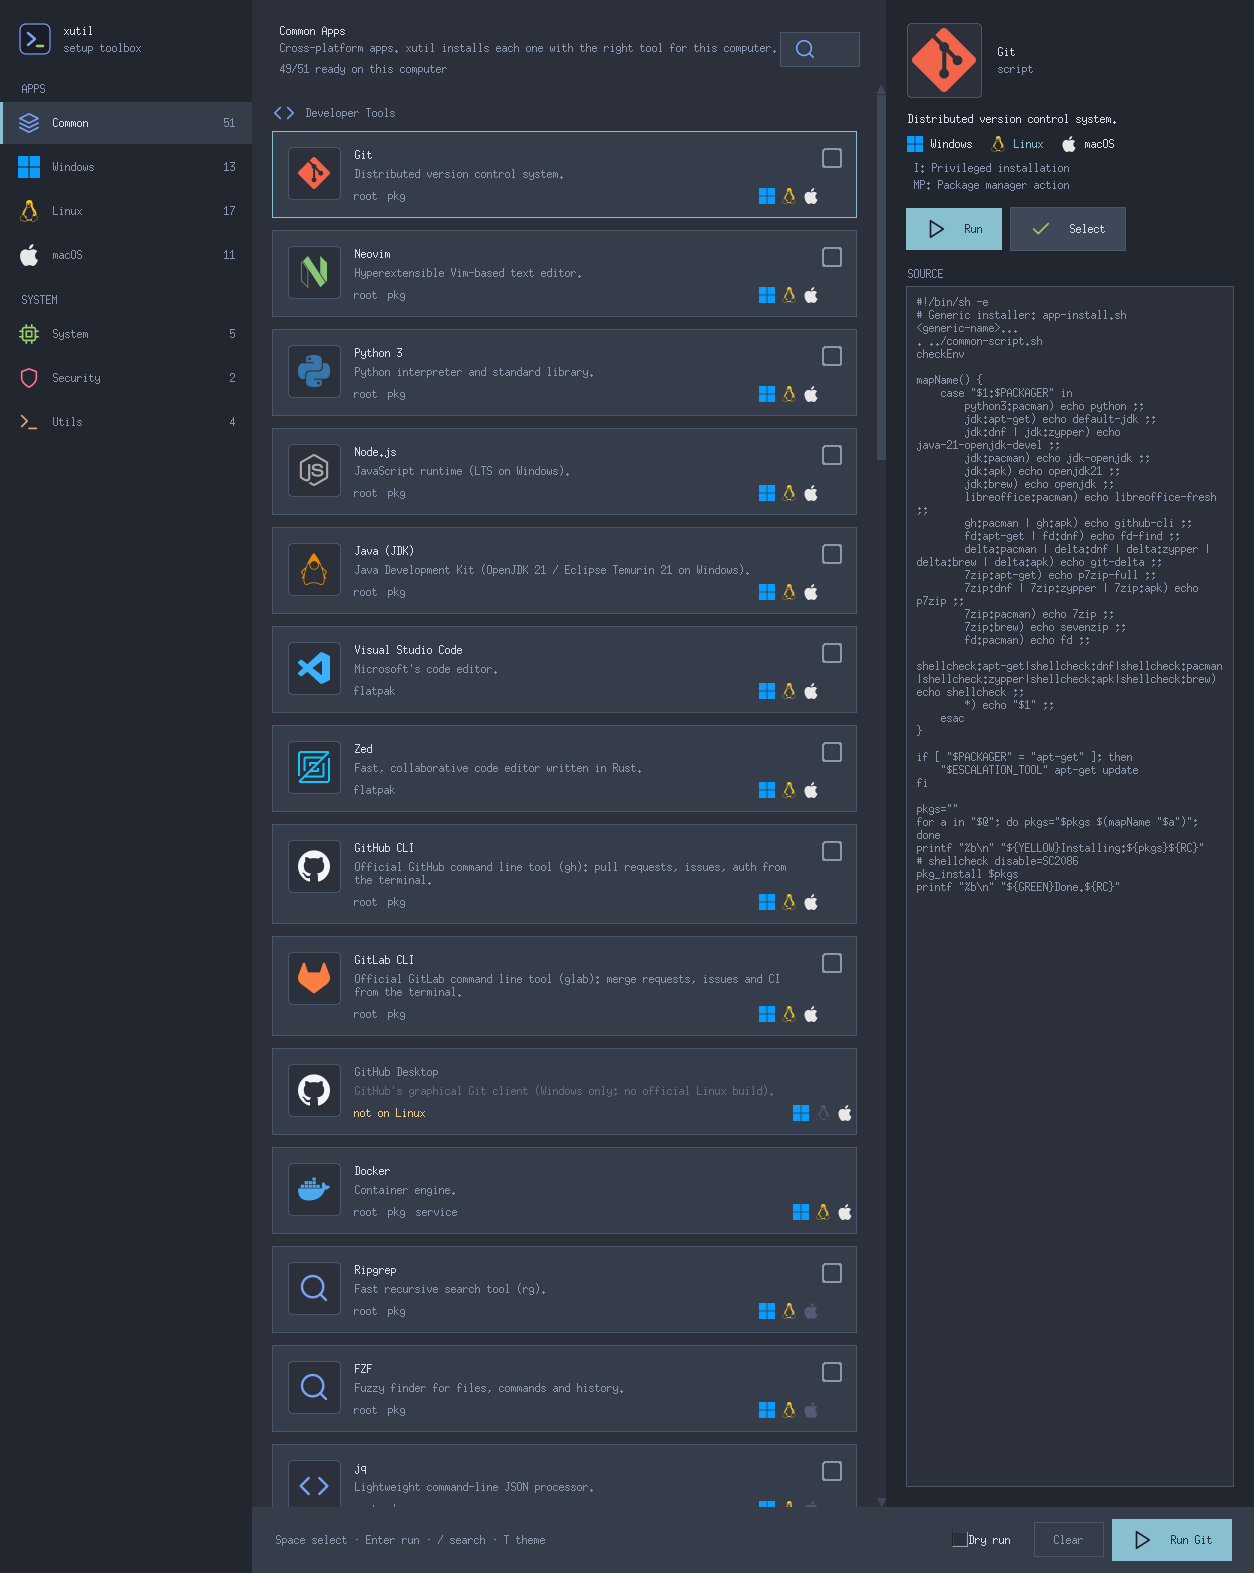 xutil
setup toolbox
APPS
Common 51
Windows 13
Linux 17
macOS 11
SYSTEM
System 5
Security 2
Utils 4
Common Apps
Cross-platform apps. xutil installs each one with the right tool for this computer.
49/51 ready on this computer
Developer Tools
Git
Distributed version control system.
root pkg
Neovim
Hyperextensible Vim-based text editor.
root pkg
Python 3
Python interpreter and standard library.
root pkg
Node.js
JavaScript runtime (LTS on Windows).
root pkg
Java (JDK)
Java Development Kit (OpenJDK 21 / Eclipse Temurin 21 on Windows).
root pkg
Visual Studio Code
Microsoft's code editor.
flatpak
Zed
Fast, collaborative code editor written in Rust.
flatpak
GitHub CLI
Official GitHub command line tool (gh): pull requests, issues, auth from
the terminal.
root pkg
GitLab CLI
Official GitLab command line tool (glab): merge requests, issues and CI
from the terminal.
root pkg
GitHub Desktop
GitHub's graphical Git client (Windows only; no official Linux build).
not on Linux
Docker
Container engine.
root pkg service
Ripgrep
Fast recursive search tool (rg).
root pkg
FZF
Fuzzy finder for files, commands and history.
root pkg
jq
Lightweight command-line JSON processor.
Git
script
Distributed version control system.
Windows Linux macOS
I: Privileged installation
MP: Package manager action
Run Select
SOURCE
#!/bin/sh -e
# Generic installer: app-install.sh
<generic-name>...
. ../common-script.sh
checkEnv
mapName() {
case "$1:$PACKAGER" in
python3:pacman) echo python ;;
jdk:apt-get) echo default-jdk ;;
jdk:dnf | jdk:zypper) echo
java-21-openjdk-devel ;;
jdk:pacman) echo jdk-openjdk ;;
jdk:apk) echo openjdk21 ;;
jdk:brew) echo openjdk ;;
libreoffice:pacman) echo libreoffice-fresh
;;
gh:pacman | gh:apk) echo github-cli ;;
fd:apt-get | fd:dnf) echo fd-find ;;
delta:pacman | delta:dnf | delta:zypper |
delta:brew | delta:apk) echo git-delta ;;
7zip:apt-get) echo p7zip-full ;;
7zip:dnf | 7zip:zypper | 7zip:apk) echo
p7zip ;;
7zip:pacman) echo 7zip ;;
7zip:brew) echo sevenzip ;;
fd:pacman) echo fd ;;
shellcheck:apt-get|shellcheck:dnf|shellcheck:pacman
|shellcheck:zypper|shellcheck:apk|shellcheck:brew)
echo shellcheck ;;
*) echo "$1" ;;
esac
}
if [ "$PACKAGER" = "apt-get" ]; then
"$ESCALATION_TOOL" apt-get update
fi
pkgs=""
for a in "$@"; do pkgs="$pkgs $(mapName "$a")";
done
printf "%b\n" "${YELLOW}Installing:${pkgs}${RC}"
# shellcheck disable=SC2086
pkg_install $pkgs
printf "%b\n" "${GREEN}Done.${RC}"
Space select · Enter run · / search · T theme
Dry run Clear Run Git